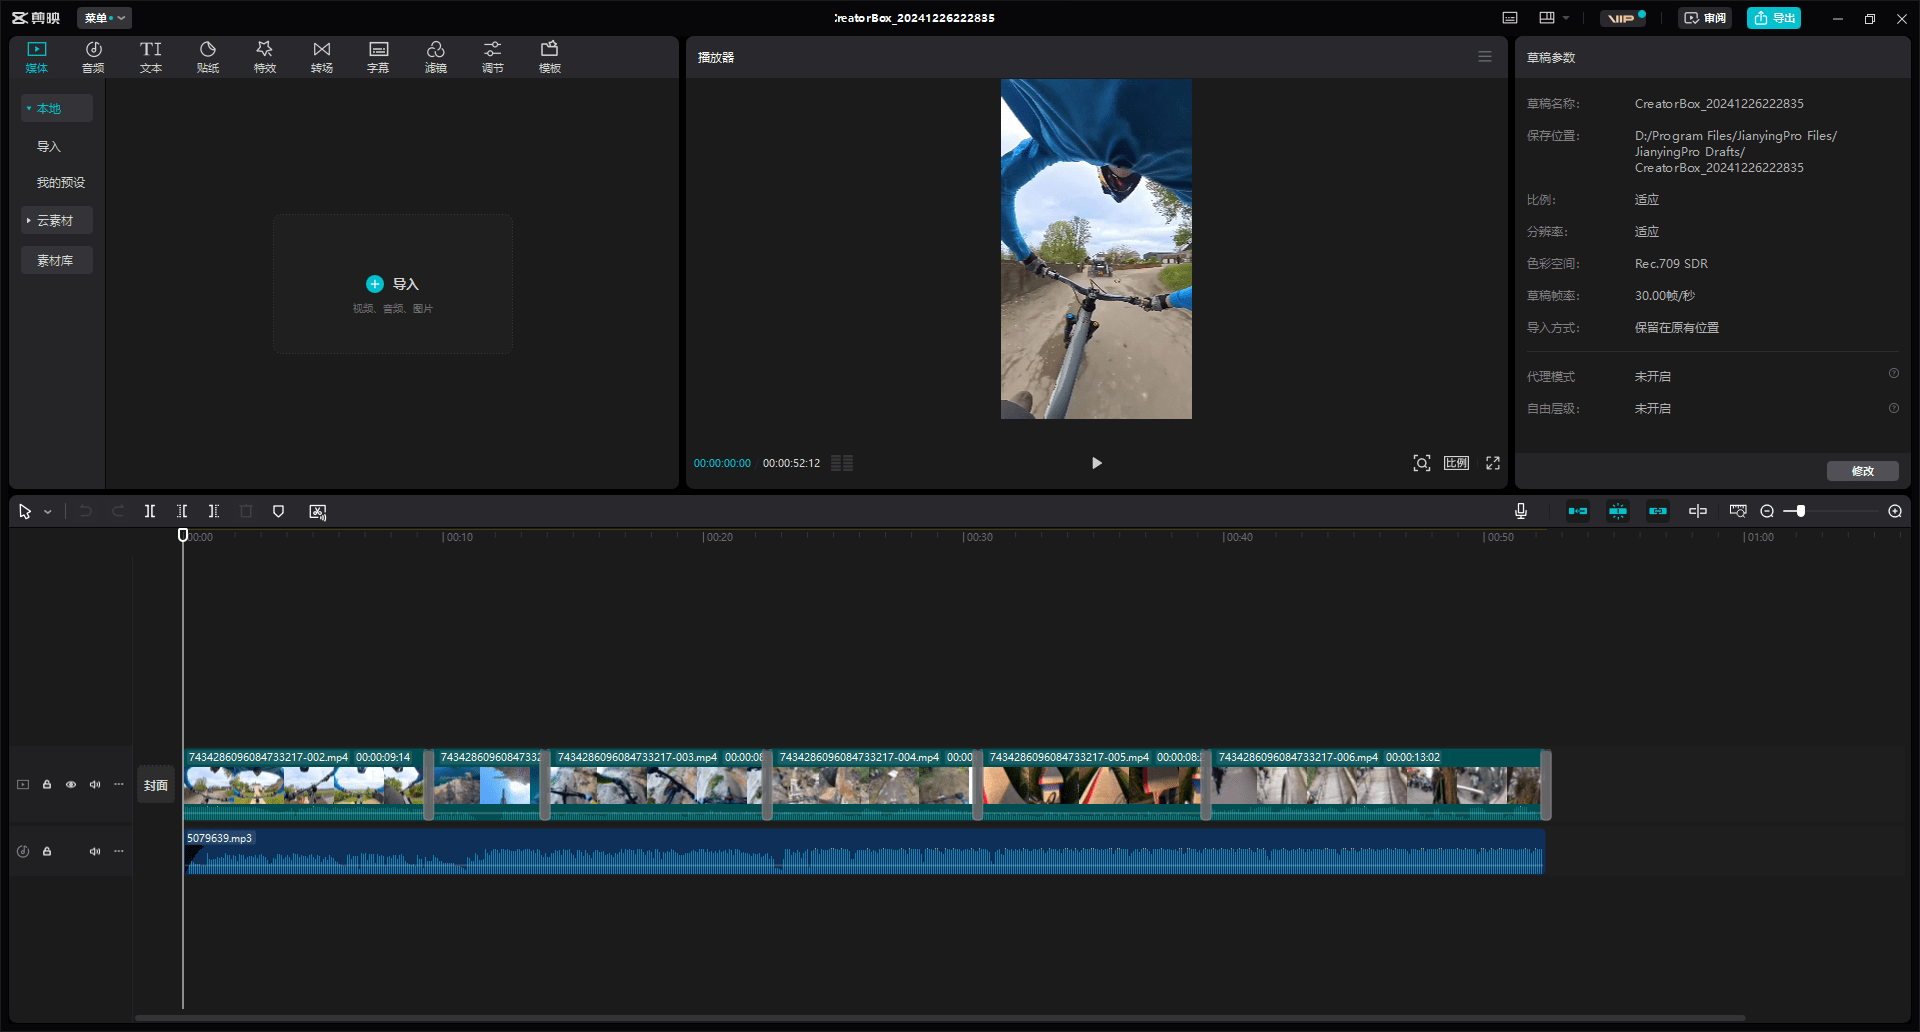 剪映
菜单
CreatorBox_20241226222835
VIP
审阅
导出
媒体
音频
文本
贴纸
特效
转场
字幕
滤镜
调节
模板
本地
导入
我的预设
云素材
素材库
导入
视频、音频、图片
播放器
00:00:00:00
00:00:52:12
比例
草稿参数
草稿名称：
CreatorBox_20241226222835
保存位置：
D:/Program Files/JianyingPro Files/
JianyingPro Drafts/
CreatorBox_20241226222835
比例：
适应
分辨率：
适应
色彩空间：
Rec.709 SDR
草稿帧率：
30.00帧/秒
导入方式：
保留在原有位置
代理模式
未开启
自由层级：
未开启
修改
00:00
00:10
00:20
00:30
00:40
00:50
01:00
封面
7434286096084733217-002.mp4 00:00:09:14
74342860960847332
7434286096084733217-003.mp4 00:00:08
7434286096084733217-004.mp4 00:00
7434286096084733217-005.mp4 00:00:08:
7434286096084733217-006.mp4 00:00:13:02
5079639.mp3